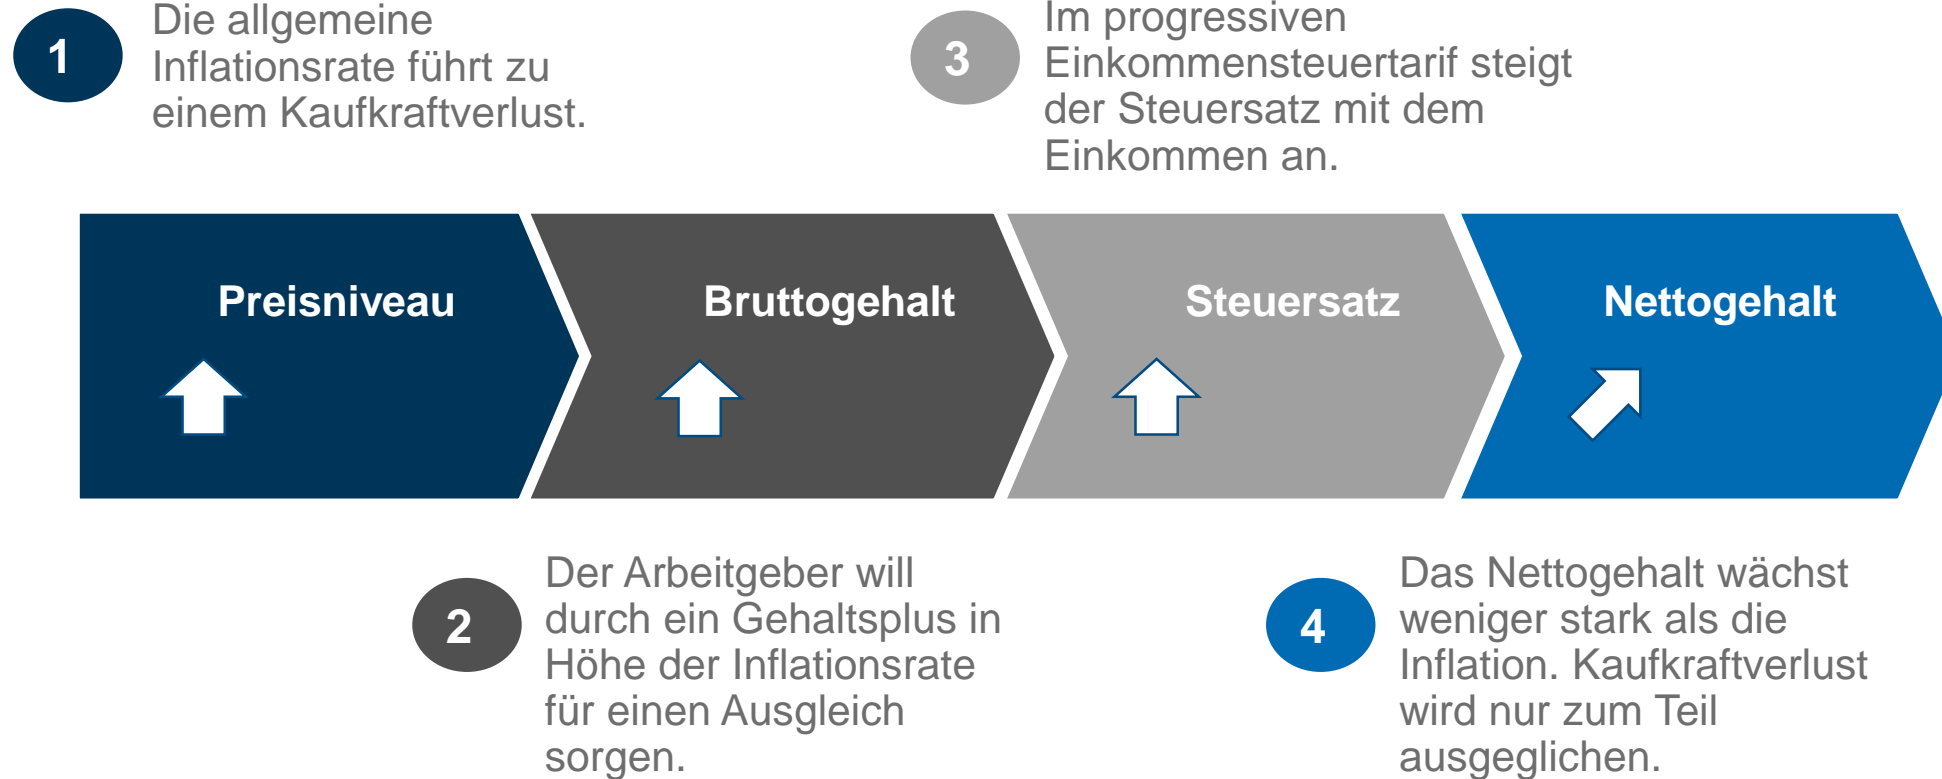 1
Die allgemeine
Inflationsrate führt zu
einem Kaufkraftverlust.
3
Im progressiven
Einkommensteuertarif steigt
der Steuersatz mit dem
Einkommen an.
Preisniveau
Bruttogehalt
Steuersatz
Nettogehalt
2
Der Arbeitgeber will
durch ein Gehaltsplus in
Höhe der Inflationsrate
für einen Ausgleich
sorgen.
4
Das Nettogehalt wächst
weniger stark als die
Inflation. Kaufkraftverlust
wird nur zum Teil
ausgeglichen.